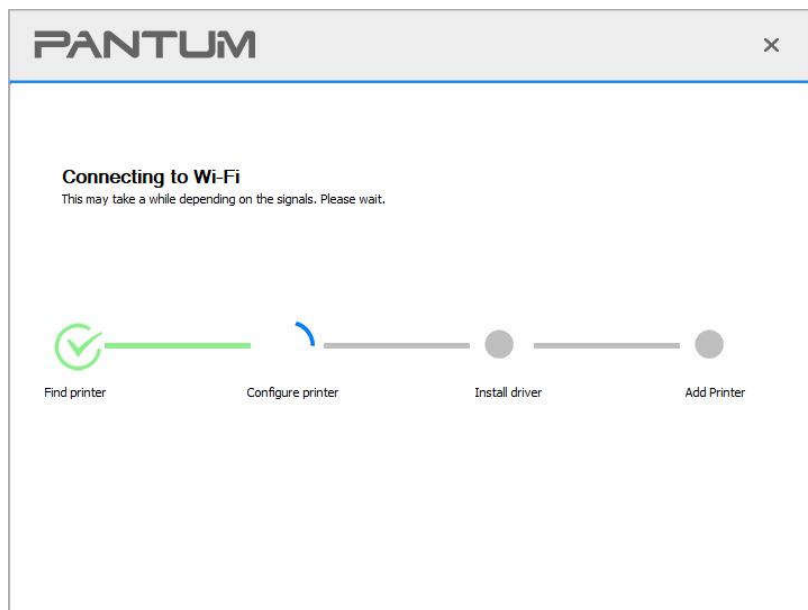 PANTUM
Connecting to Wi-Fi
This may take a while depending on the signals. Please wait.
Find printer
Configure printer
Install driver
Add Printer